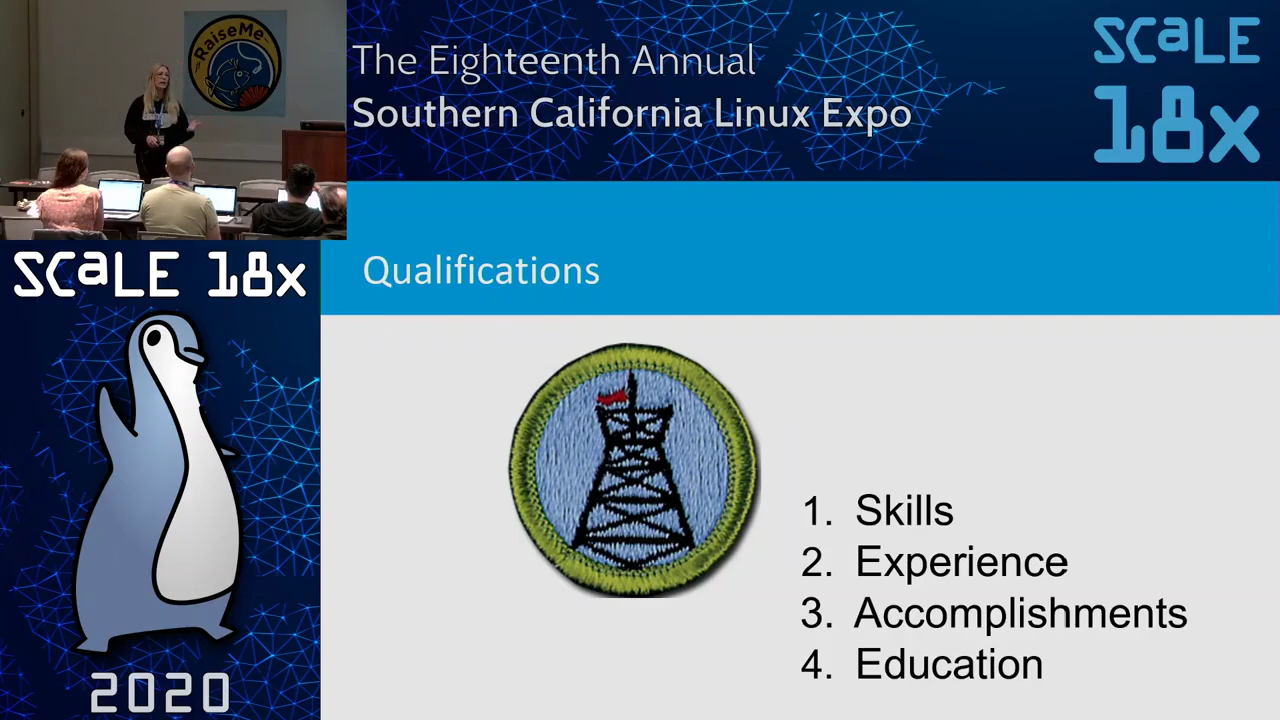 RaiseMe
The Eighteenth Annual
Southern California Linux Expo
SCaLE
18x
SCaLE 18x
2020
Qualifications
1. Skills
2. Experience
3. Accomplishments
4. Education